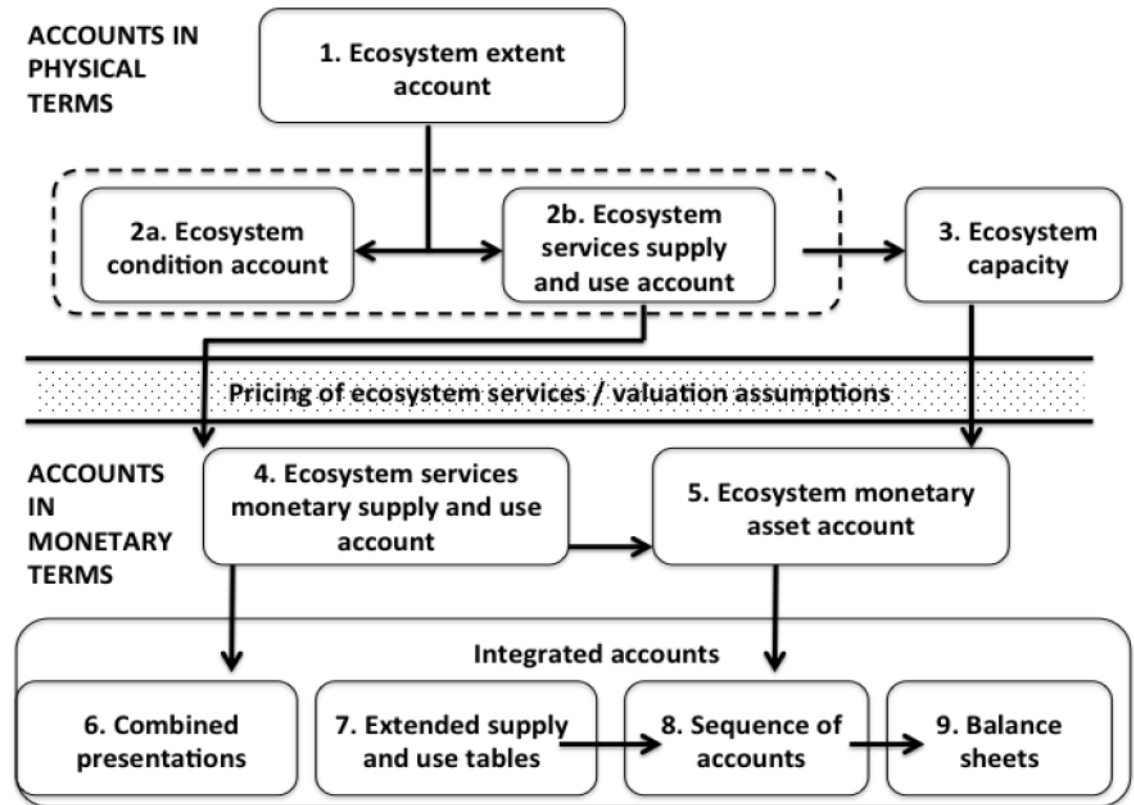 ACCOUNTS IN
PHYSICAL
TERMS
1. Ecosystem extent
account
2a. Ecosystem
condition account
2b. Ecosystem
services supply
and use account
3. Ecosystem
capacity
Pricing of ecosystem services / valuation assumptions
ACCOUNTS
IN
MONETARY
TERMS
4. Ecosystem services
monetary supply and use
account
5. Ecosystem monetary
asset account
Integrated accounts
6. Combined
presentations
7. Extended supply
and use tables
8. Sequence of
accounts
9. Balance
sheets